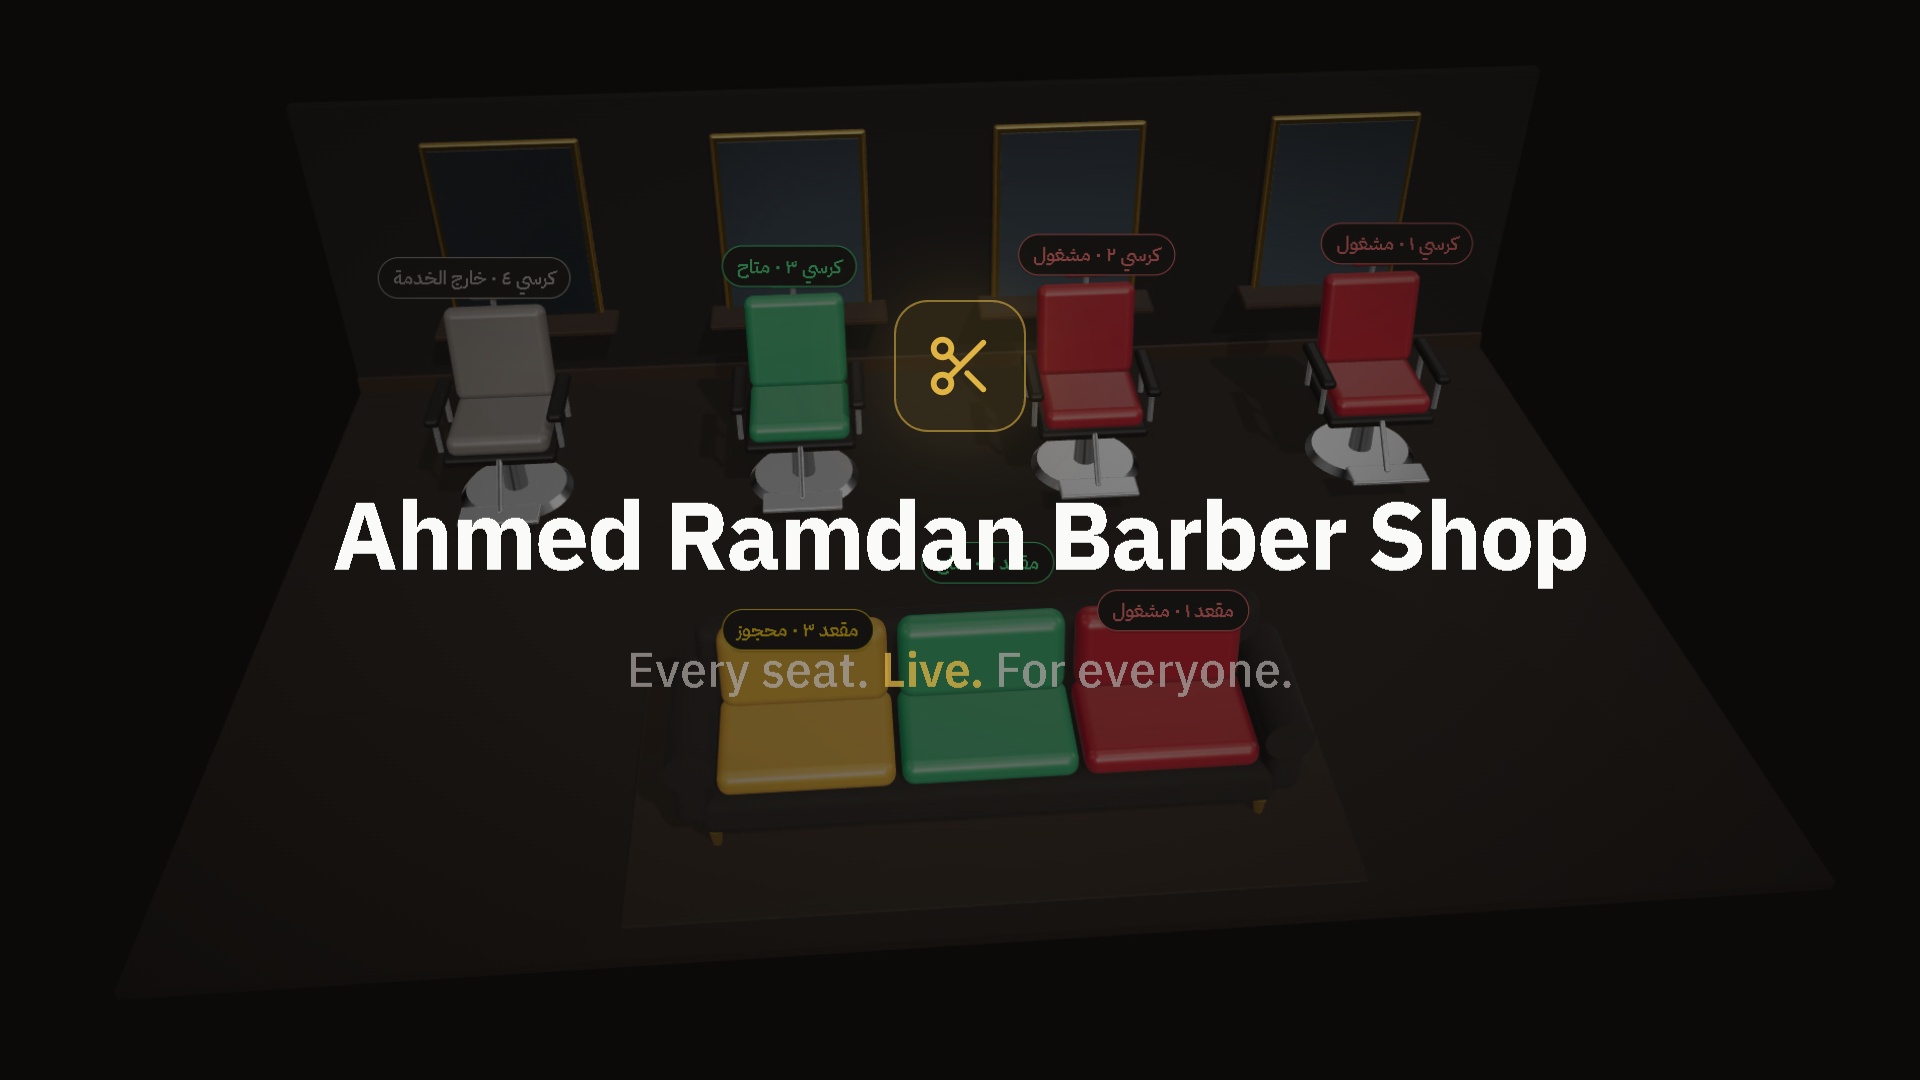 كرسي ١ · مشغول
كرسي ٢ · مشغول
كرسي ٣ · متاح
كرسي ٤ · خارج الخدمة
Ahmed Ramdan Barber Shop
مقعد
مقعد ١ · مشغول
مقعد ٣ · محجوز
Every seat. Live. For everyone.